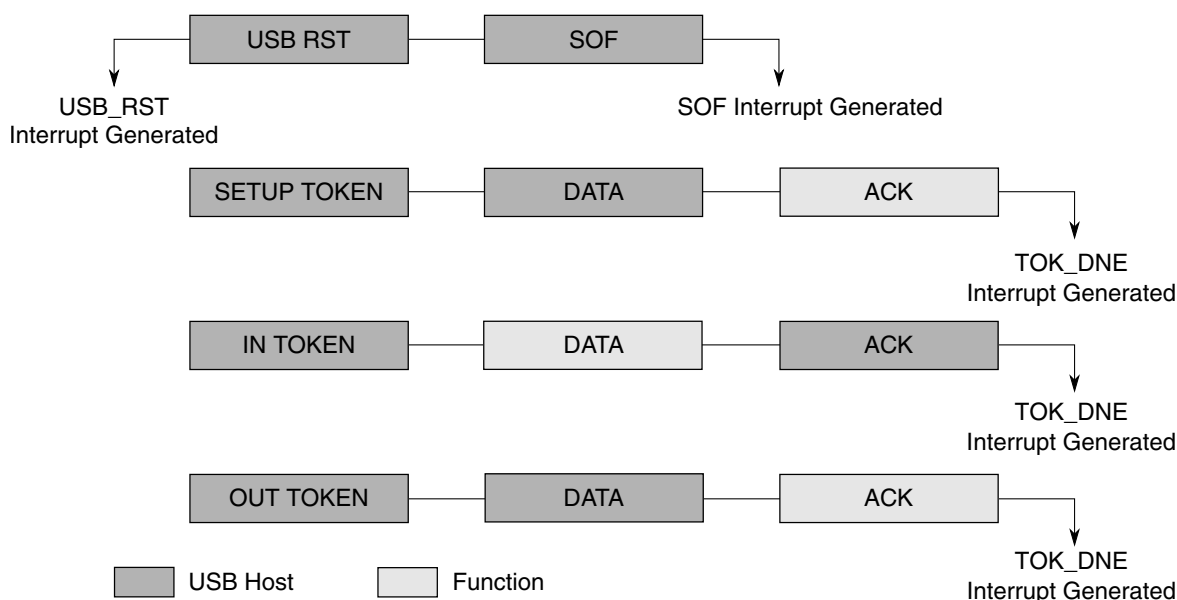 USB RST
SOF
USB_RST
Interrupt Generated
SOF Interrupt Generated
SETUP TOKEN
DATA
ACK
TOK_DNE
Interrupt Generated
IN TOKEN
DATA
ACK
TOK_DNE
Interrupt Generated
OUT TOKEN
DATA
ACK
TOK_DNE
Interrupt Generated
USB Host
Function